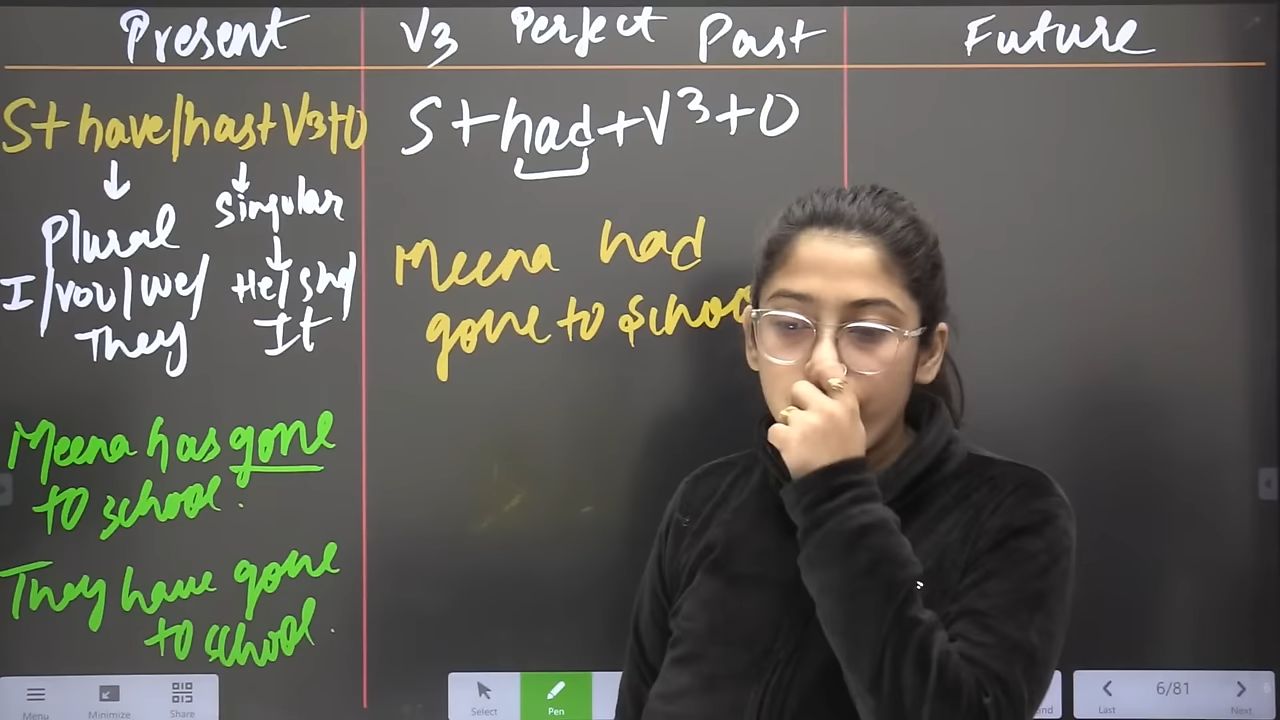 Present V3 Perfect Past Future
S+have/has+V3+O
↓ ↓
Plural Singular
↓
I/you/we/ He/She/
They It
Meena has gone
to school.
They have gone
to school.
S+had+V3+O
Meena had
gone to school
Menu Minimize Share Select Pen Last 6/81 Next